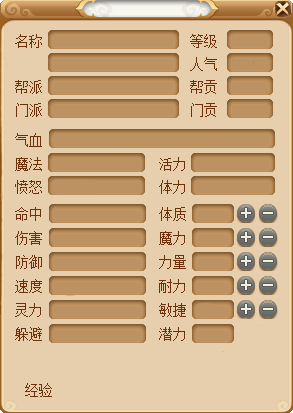 名称 等级
人气
帮派 帮贡
门派 门贡
气血
魔法 活力
愤怒 体力
命中 体质
伤害 魔力
防御 力量
速度 耐力
灵力 敏捷
躲避 潜力
经验